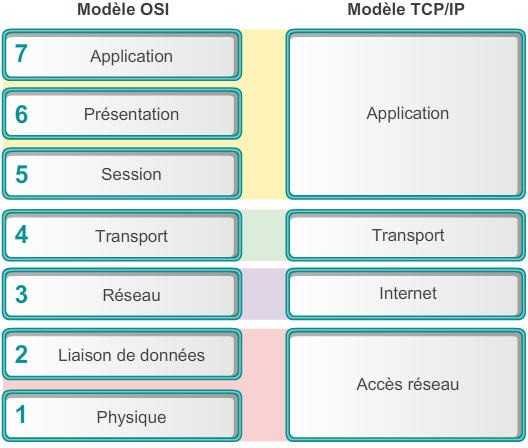 Modèle OSI
Modèle TCP/IP
7 Application
6 Présentation
5 Session
Application
4 Transport
Transport
3 Réseau
Internet
2 Liaison de données
1 Physique
Accès réseau